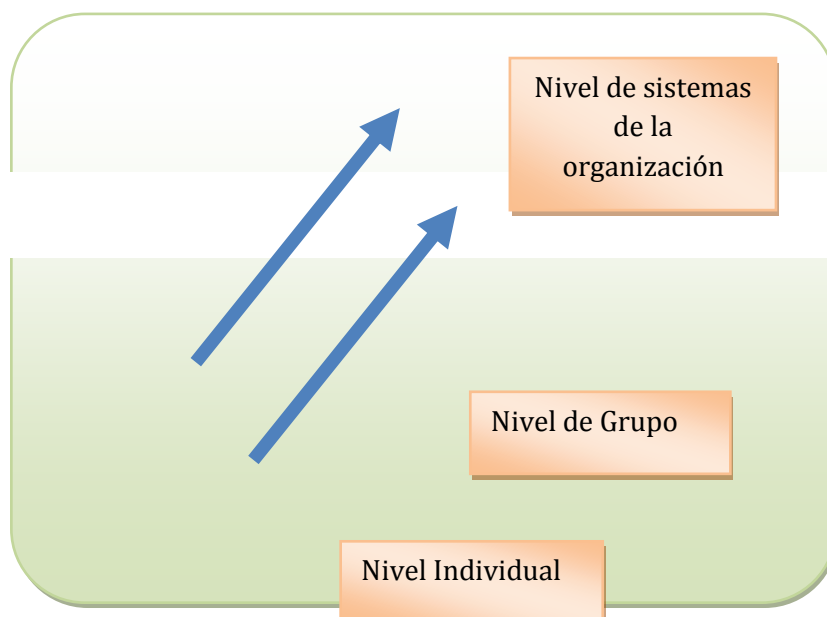 Nivel de sistemas
de la
organización
Nivel de Grupo
Nivel Individual